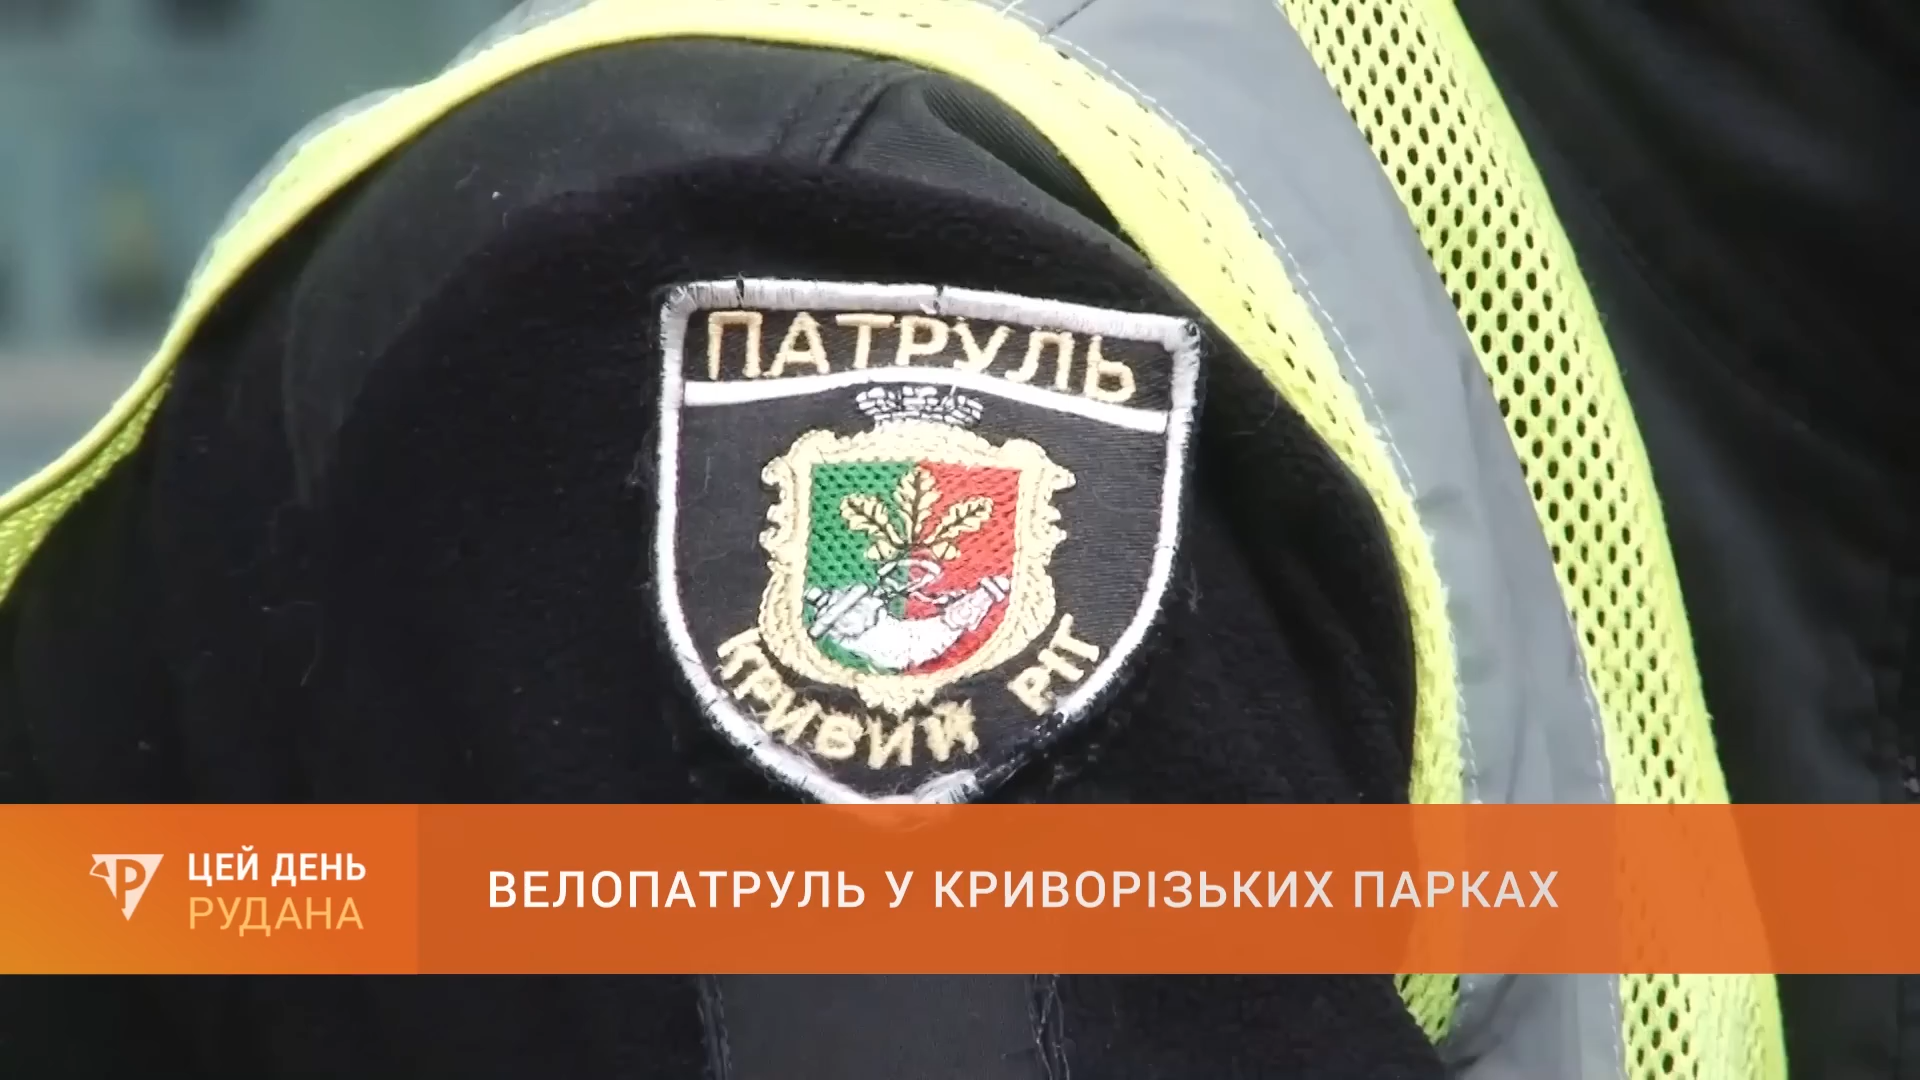 ПАТРУЛЬ
КРИВИЙ РІГ
ЦЕЙ ДЕНЬ
РУДАНА
ВЕЛОПАТРУЛЬ У КРИВОРІЗЬКИХ ПАРКАХ